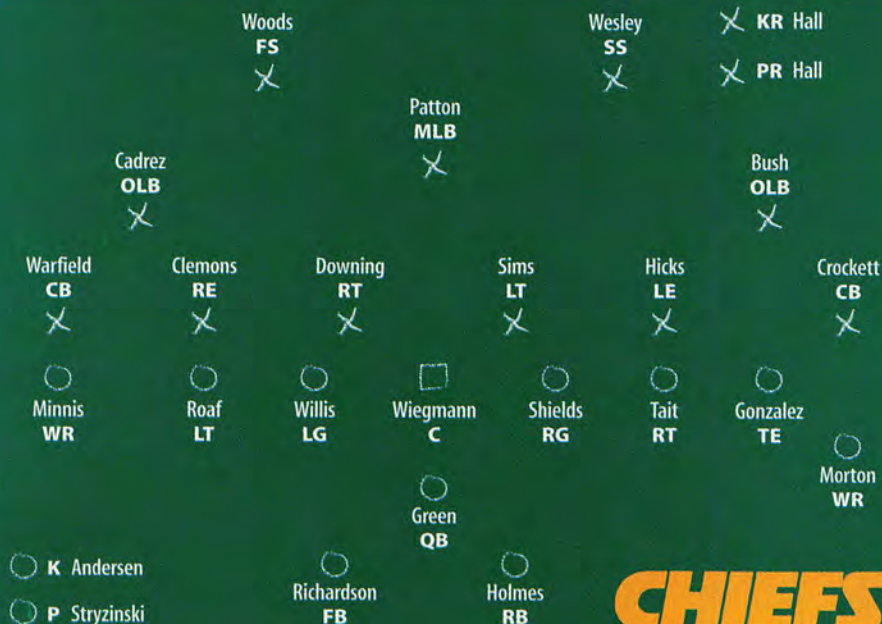 Woods
FS
Wesley
SS
KR Hall
PR Hall
Patton
MLB
Cadrez
OLB
Bush
OLB
Warfield
CB
Clemons
RE
Downing
RT
Sims
LT
Hicks
LE
Crockett
CB
Minnis
WR
Roaf
LT
Willis
LG
Wiegmann
C
Shields
RG
Tait
RT
Gonzalez
TE
Morton
WR
Green
QB
K Andersen
P Stryzinski
Richardson
FB
Holmes
RB
CHIEFS